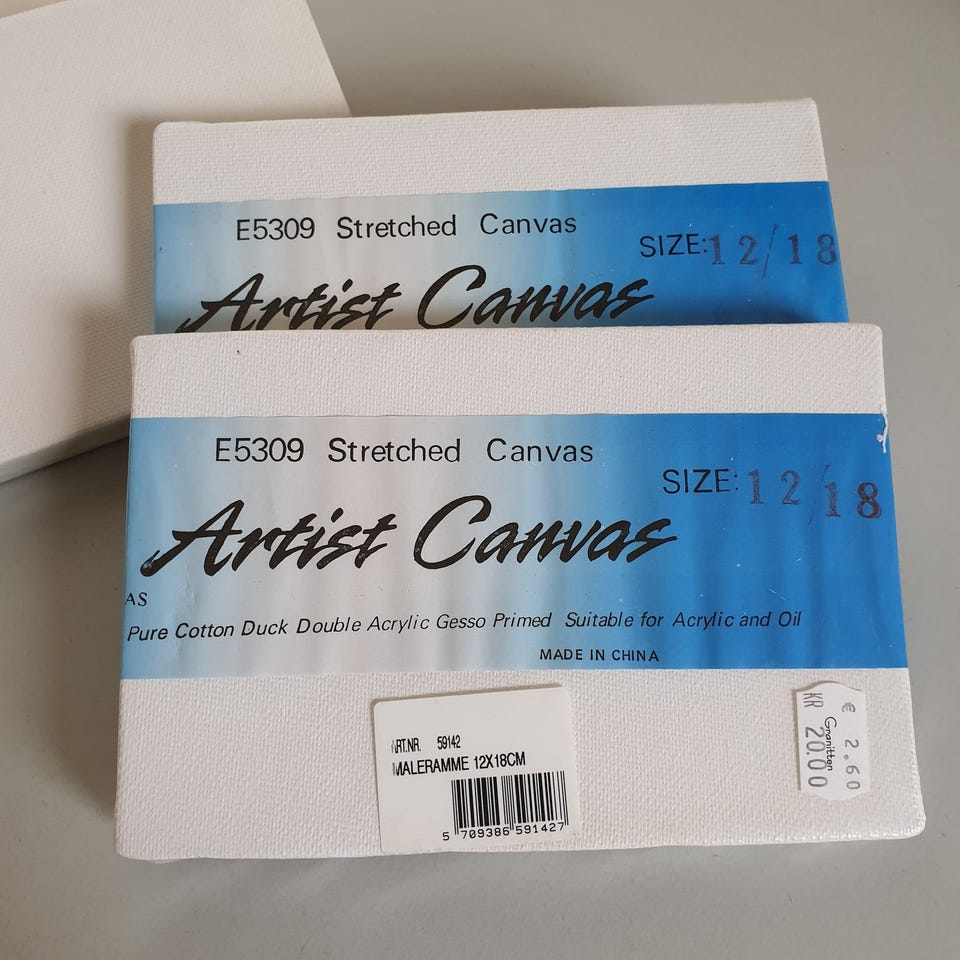 E5309 Stretched Canvas
SIZE: 12/18
Artist Canvas
E5309 Stretched Canvas
SIZE: 12/18
Artist Canvas
AS
Pure Cotton Duck Double Acrylic Gesso Primed Suitable for Acrylic and Oil
MADE IN CHINA
ART.NR. 59142
MALERAMME 12X18CM
5 709386 591427
€ 2.60
Granitten
KR 20.00